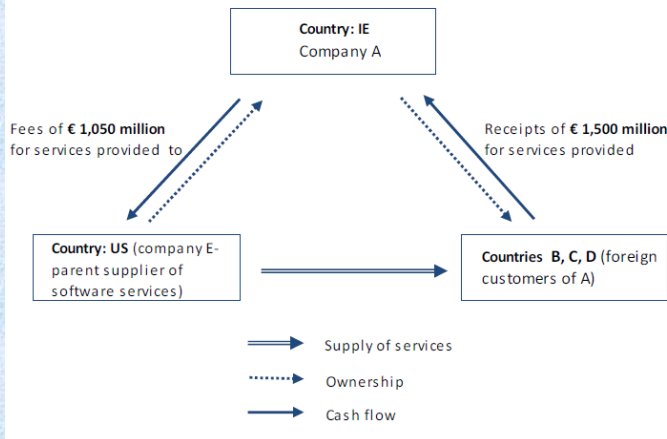 Country: IE
Company A
Fees of € 1,050 million
for services provided to
Receipts of € 1,500 million
for services provided
Country: US (company E-
parent supplier of
software services)
Countries B, C, D (foreign
customers of A)
Supply of services
Ownership
Cash flow